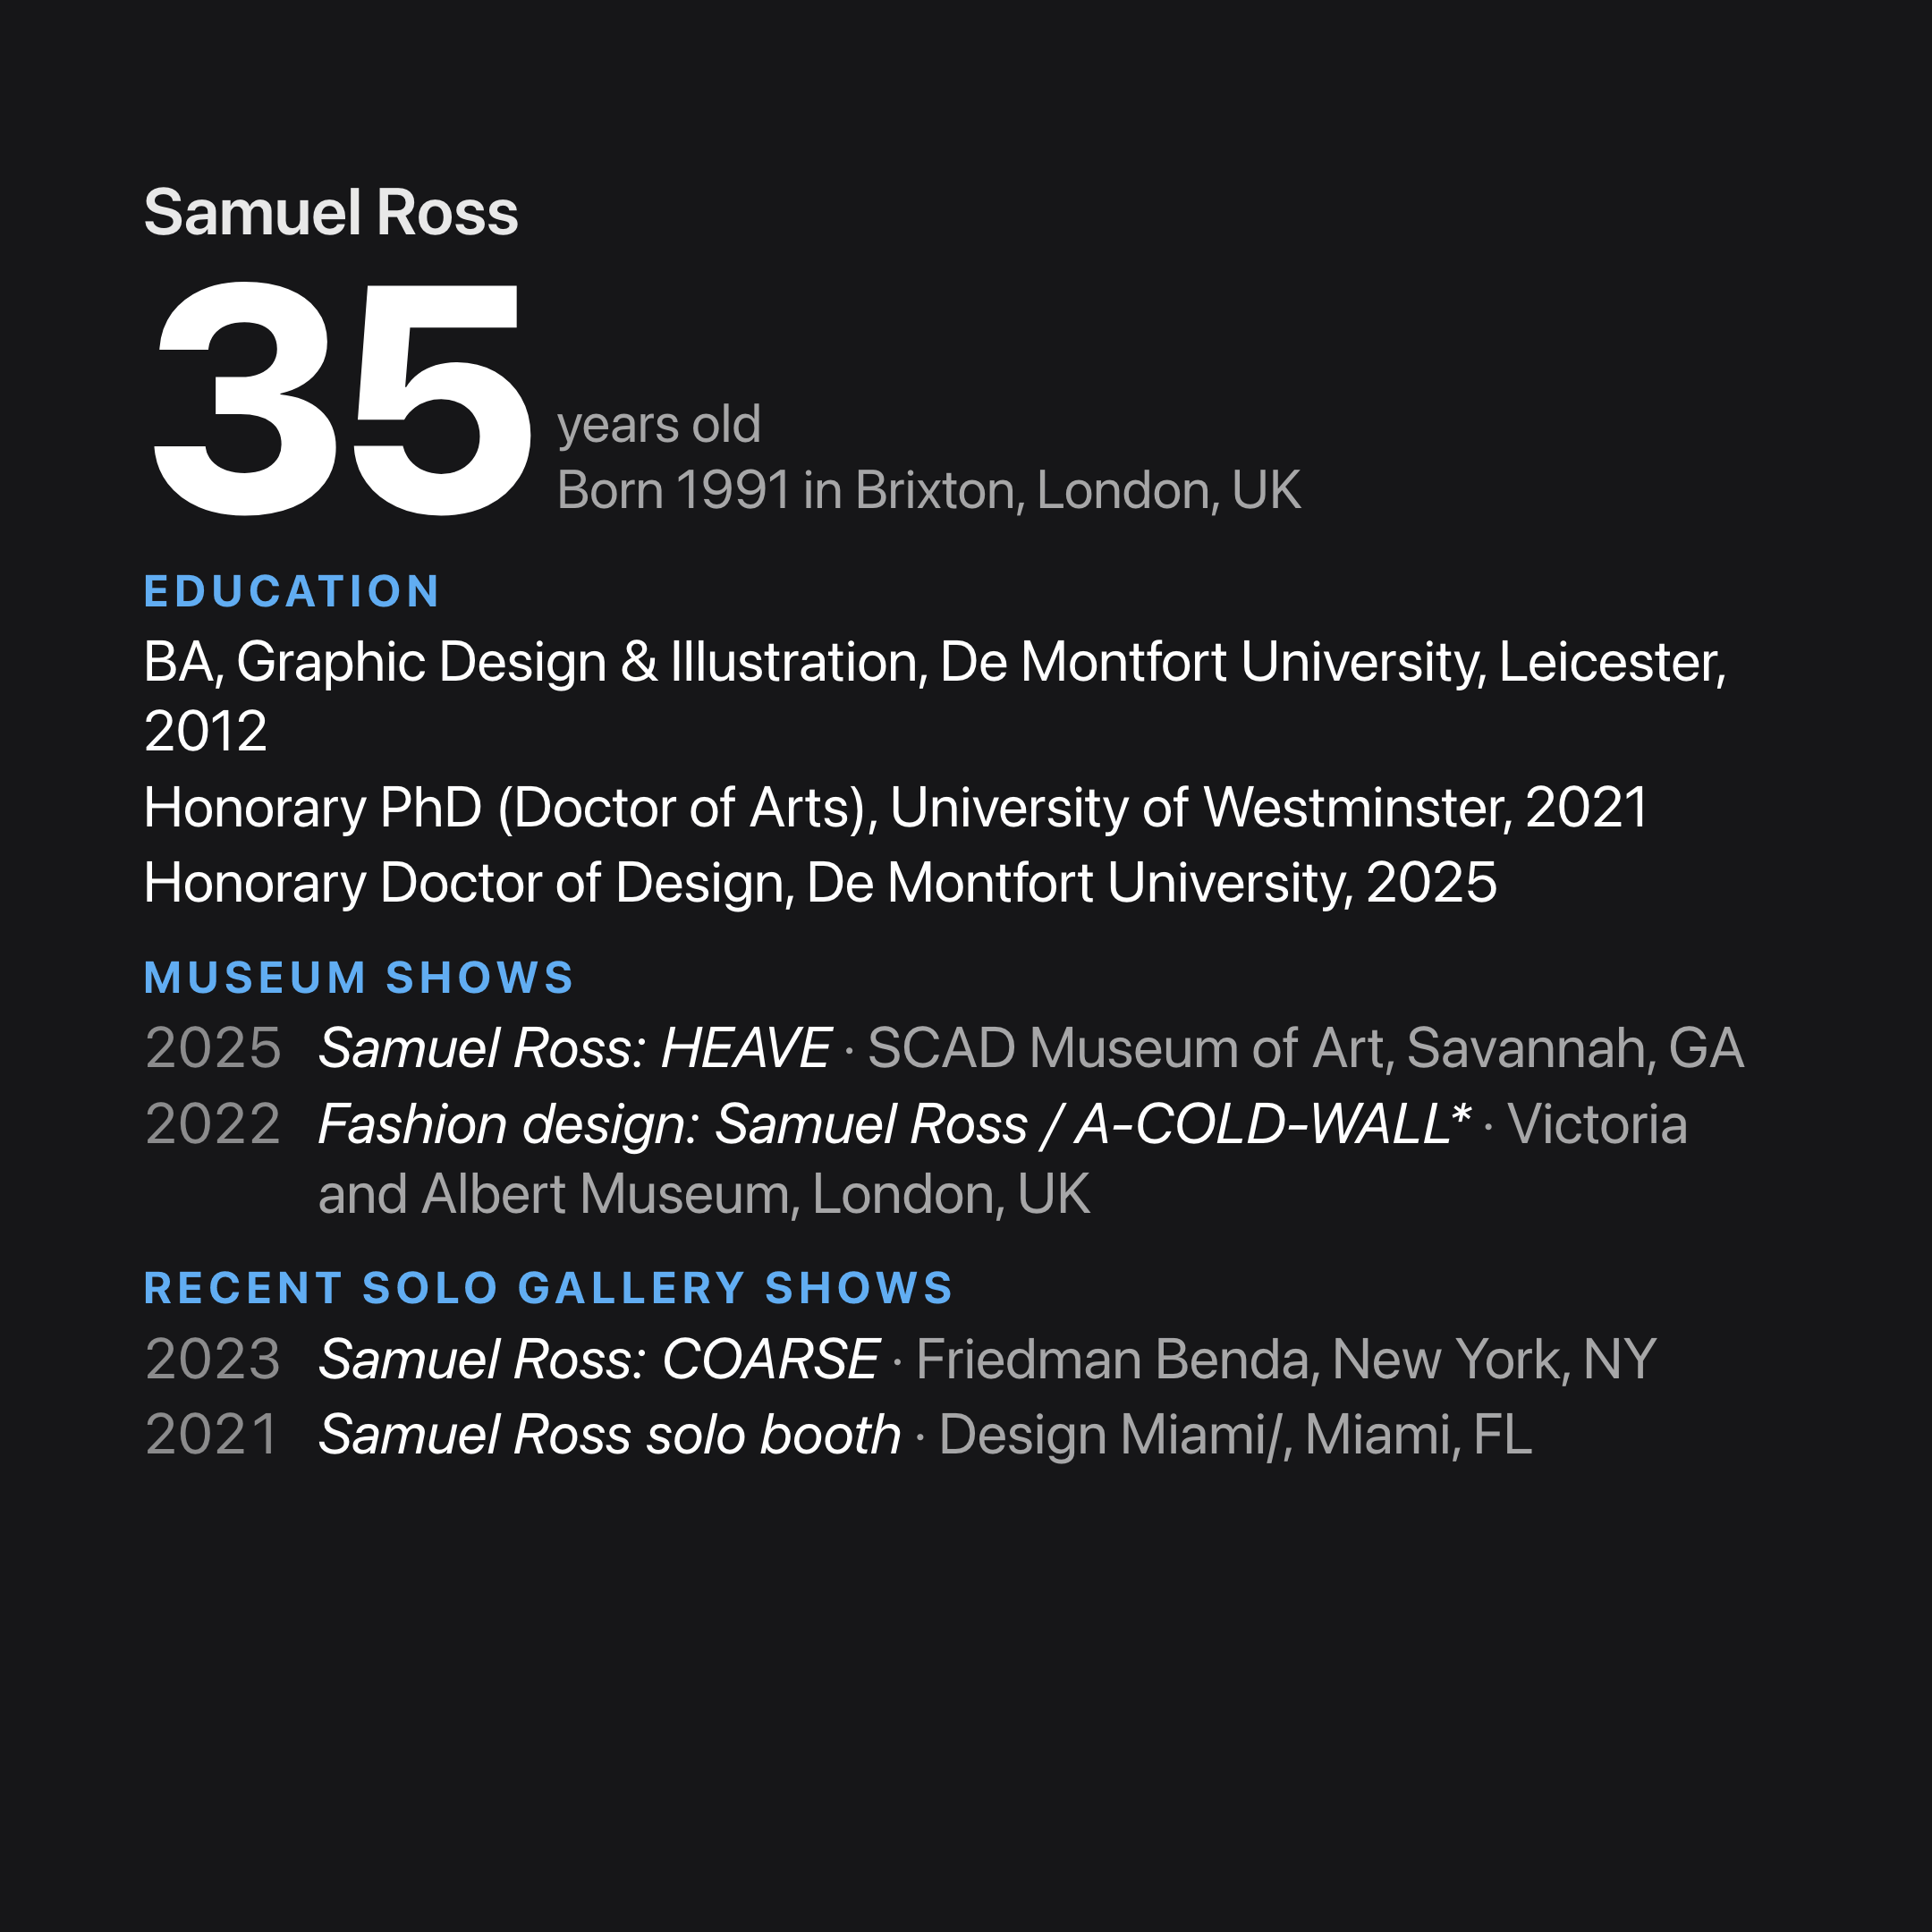 Samuel Ross
35
years old
Born 1991 in Brixton, London, UK
EDUCATION
BA, Graphic Design & Illustration, De Montfort University, Leicester,
2012
Honorary PhD (Doctor of Arts), University of Westminster, 2021
Honorary Doctor of Design, De Montfort University, 2025
MUSEUM SHOWS
2025 Samuel Ross: HEAVE · SCAD Museum of Art, Savannah, GA
2022 Fashion design: Samuel Ross / A-COLD-WALL* · Victoria
and Albert Museum, London, UK
RECENT SOLO GALLERY SHOWS
2023 Samuel Ross: COARSE · Friedman Benda, New York, NY
2021 Samuel Ross solo booth · Design Miami/, Miami, FL